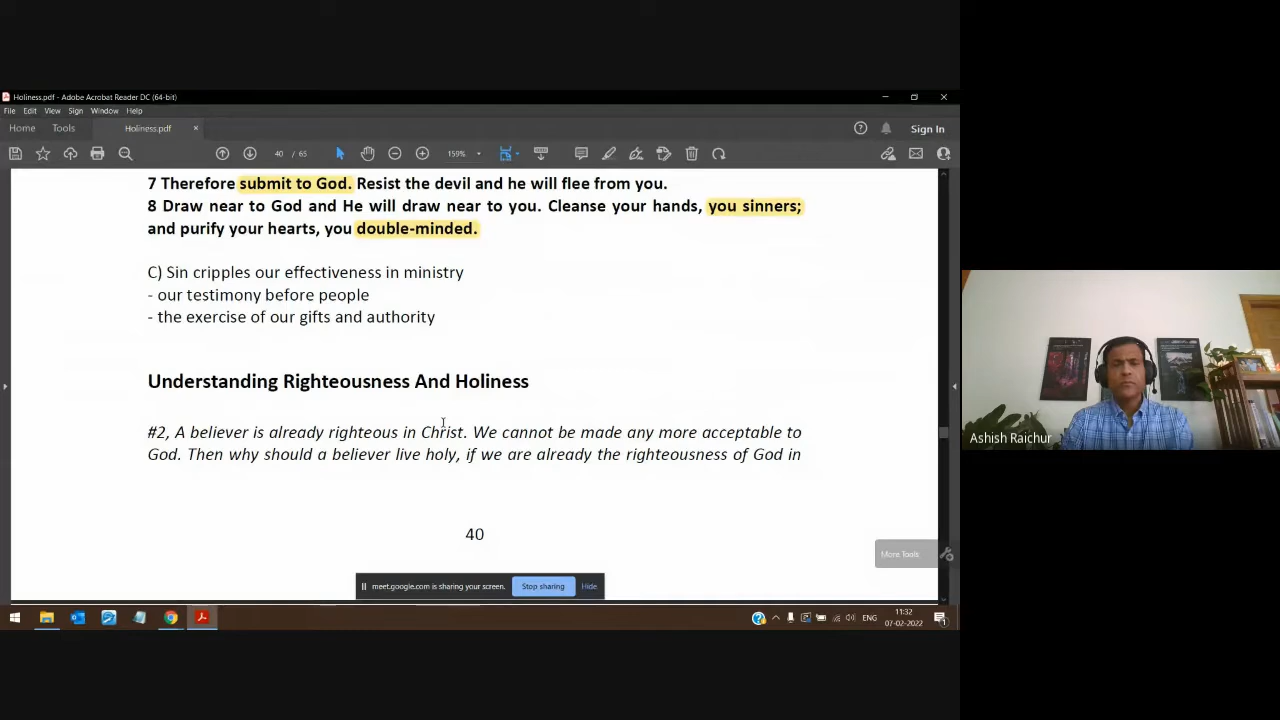 Holiness.pdf - Adobe Acrobat Reader DC (64-bit)
File Edit View Sign Window Help
Home Tools Holiness.pdf × Sign In
40 / 65 159%
7 Therefore submit to God. Resist the devil and he will flee from you.
8 Draw near to God and He will draw near to you. Cleanse your hands, you sinners;
and purify your hearts, you double-minded.
C) Sin cripples our effectiveness in ministry
- our testimony before people
- the exercise of our gifts and authority
Understanding Righteousness And Holiness
#2, A believer is already righteous in Christ. We cannot be made any more acceptable to
God. Then why should a believer live holy, if we are already the righteousness of God in
40
More Tools
meet.google.com is sharing your screen. Stop sharing Hide
ENG
11:32
07-02-2022
Ashish Raichur